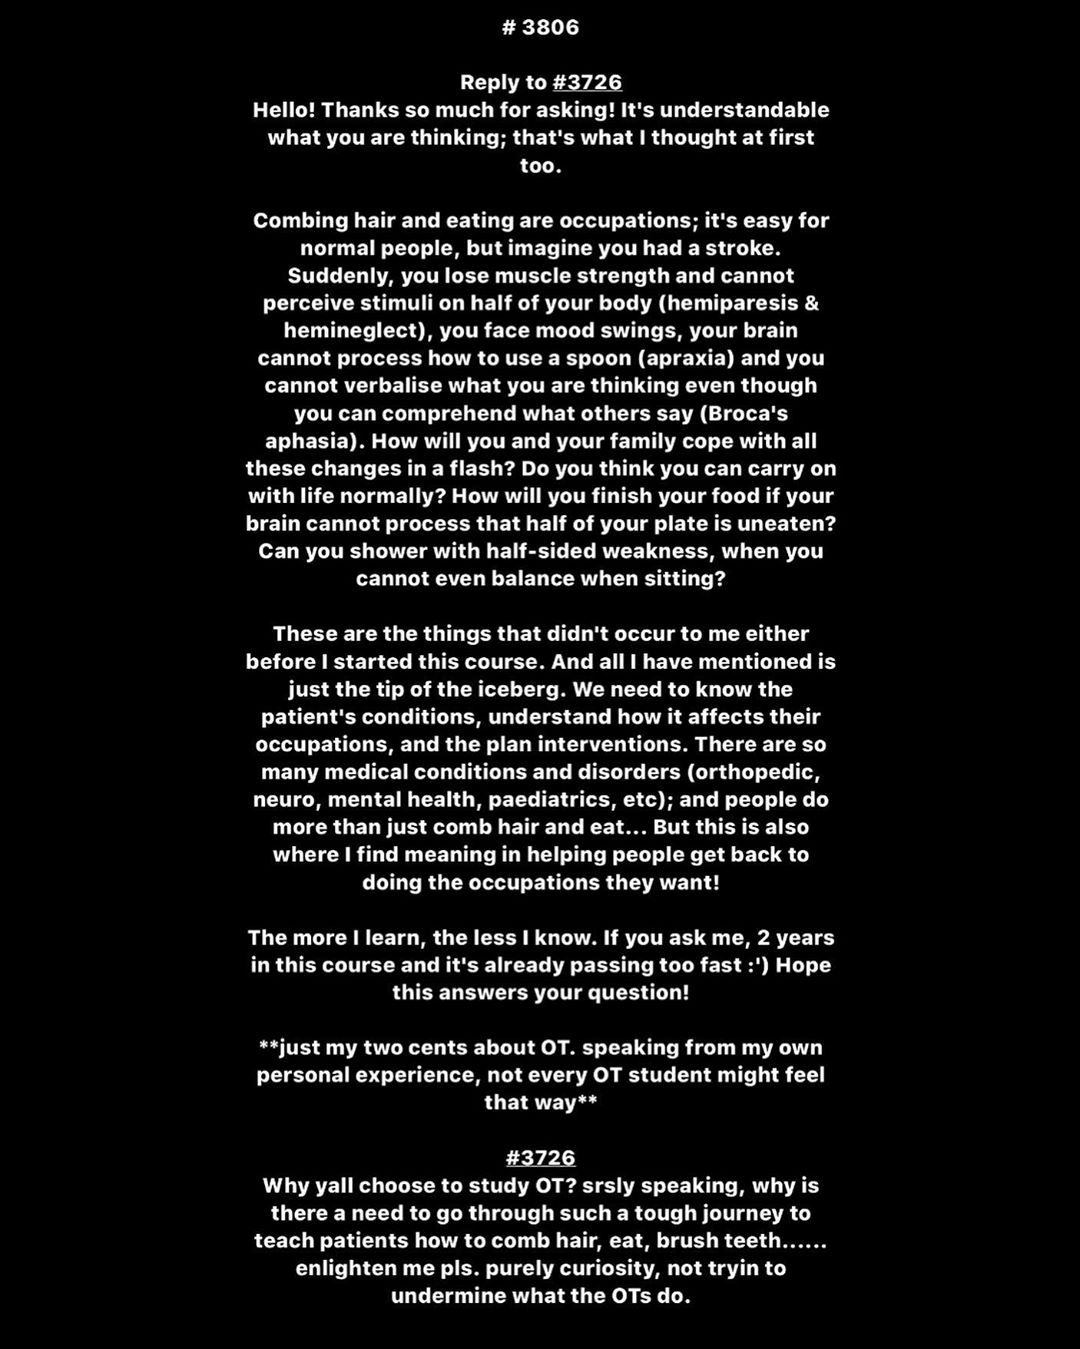 # 3806
Reply to #3726
Hello! Thanks so much for asking! It's understandable
what you are thinking; that's what I thought at first
too.
Combing hair and eating are occupations; it's easy for
normal people, but imagine you had a stroke.
Suddenly, you lose muscle strength and cannot
perceive stimuli on half of your body (hemiparesis &
hemineglect), you face mood swings, your brain
cannot process how to use a spoon (apraxia) and you
cannot verbalise what you are thinking even though
you can comprehend what others say (Broca's
aphasia). How will you and your family cope with all
these changes in a flash? Do you think you can carry on
with life normally? How will you finish your food if your
brain cannot process that half of your plate is uneaten?
Can you shower with half-sided weakness, when you
cannot even balance when sitting?
These are the things that didn't occur to me either
before I started this course. And all I have mentioned is
just the tip of the iceberg. We need to know the
patient's conditions, understand how it affects their
occupations, and the plan interventions. There are so
many medical conditions and disorders (orthopedic,
neuro, mental health, paediatrics, etc); and people do
more than just comb hair and eat... But this is also
where I find meaning in helping people get back to
doing the occupations they want!
The more I learn, the less I know. If you ask me, 2 years
in this course and it's already passing too fast :') Hope
this answers your question!
**just my two cents about OT. speaking from my own
personal experience, not every OT student might feel
that way**
#3726
Why yall choose to study OT? srsly speaking, why is
there a need to go through such a tough journey to
teach patients how to comb hair, eat, brush teeth......
enlighten me pls. purely curiosity, not tryin to
undermine what the OTs do.